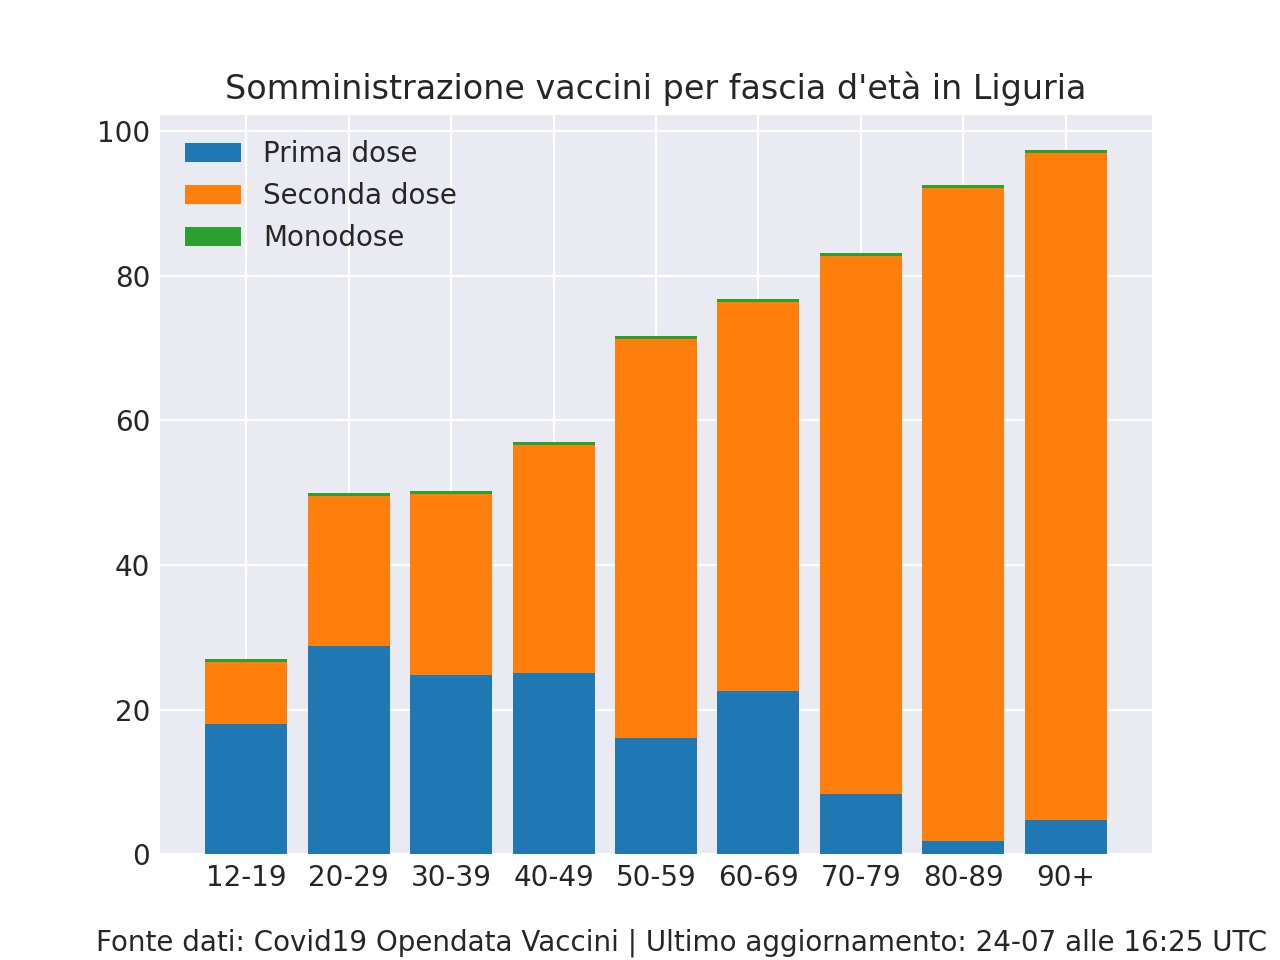 Somministrazione vaccini per fascia d'età in Liguria
100
80
60
40
20
0
Prima dose
Seconda dose
Monodose
12-19 20-29 30-39 40-49 50-59 60-69 70-79 80-89 90+
Fonte dati: Covid19 Opendata Vaccini | Ultimo aggiornamento: 24-07 alle 16:25 UTC